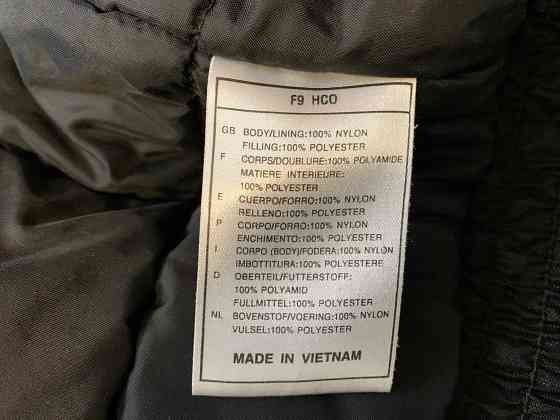 F9 HCO
GB BODY/LINING:100% NYLON
FILLING:100% POLYESTER
F CORPS/DOUBLURE:100% POLYAMIDE
MATIERE INTERIEURE:
100% POLYESTER
E CUERPO/FORRO:100% NYLON
RELLENO:100% POLYESTER
P CORPO/FORRO:100% NYLON
ENCHIMENTO:100% POLYESTER
I CORPO (BODY)/FODERA:100% NYLON
IMBOTTITURA:100% POLYESTERE
D OBERTEIL/FUTTERSTOFF:
100% POLYAMID
FULLMITTEL:100% POLYESTER
NL BOVENSTOF/VOERING:100% NYLON
VULSEL:100% POLYESTER
MADE IN VIETNAM